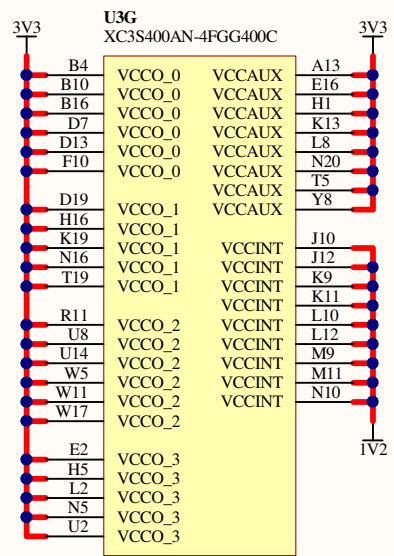 U3G
XC3S400AN-4FGG400C
3V3 3V3
B4 VCCO_0 VCCAUX A13
B10 VCCO_0 VCCAUX E16
B16 VCCO_0 VCCAUX H1
D7 VCCO_0 VCCAUX K13
D13 VCCO_0 VCCAUX L8
F10 VCCO_0 VCCAUX N20
VCCAUX T5
D19 VCCO_1 VCCAUX Y8
H16 VCCO_1
K19 VCCO_1 VCCINT J10
N16 VCCO_1 VCCINT J12
T19 VCCO_1 VCCINT K9
VCCINT K11
R11 VCCO_2 VCCINT L10
U8 VCCO_2 VCCINT L12
U14 VCCO_2 VCCINT M9
W5 VCCO_2 VCCINT M11
W11 VCCO_2 VCCINT N10
W17 VCCO_2
1V2
E2 VCCO_3
H5 VCCO_3
L2 VCCO_3
N5 VCCO_3
U2 VCCO_3